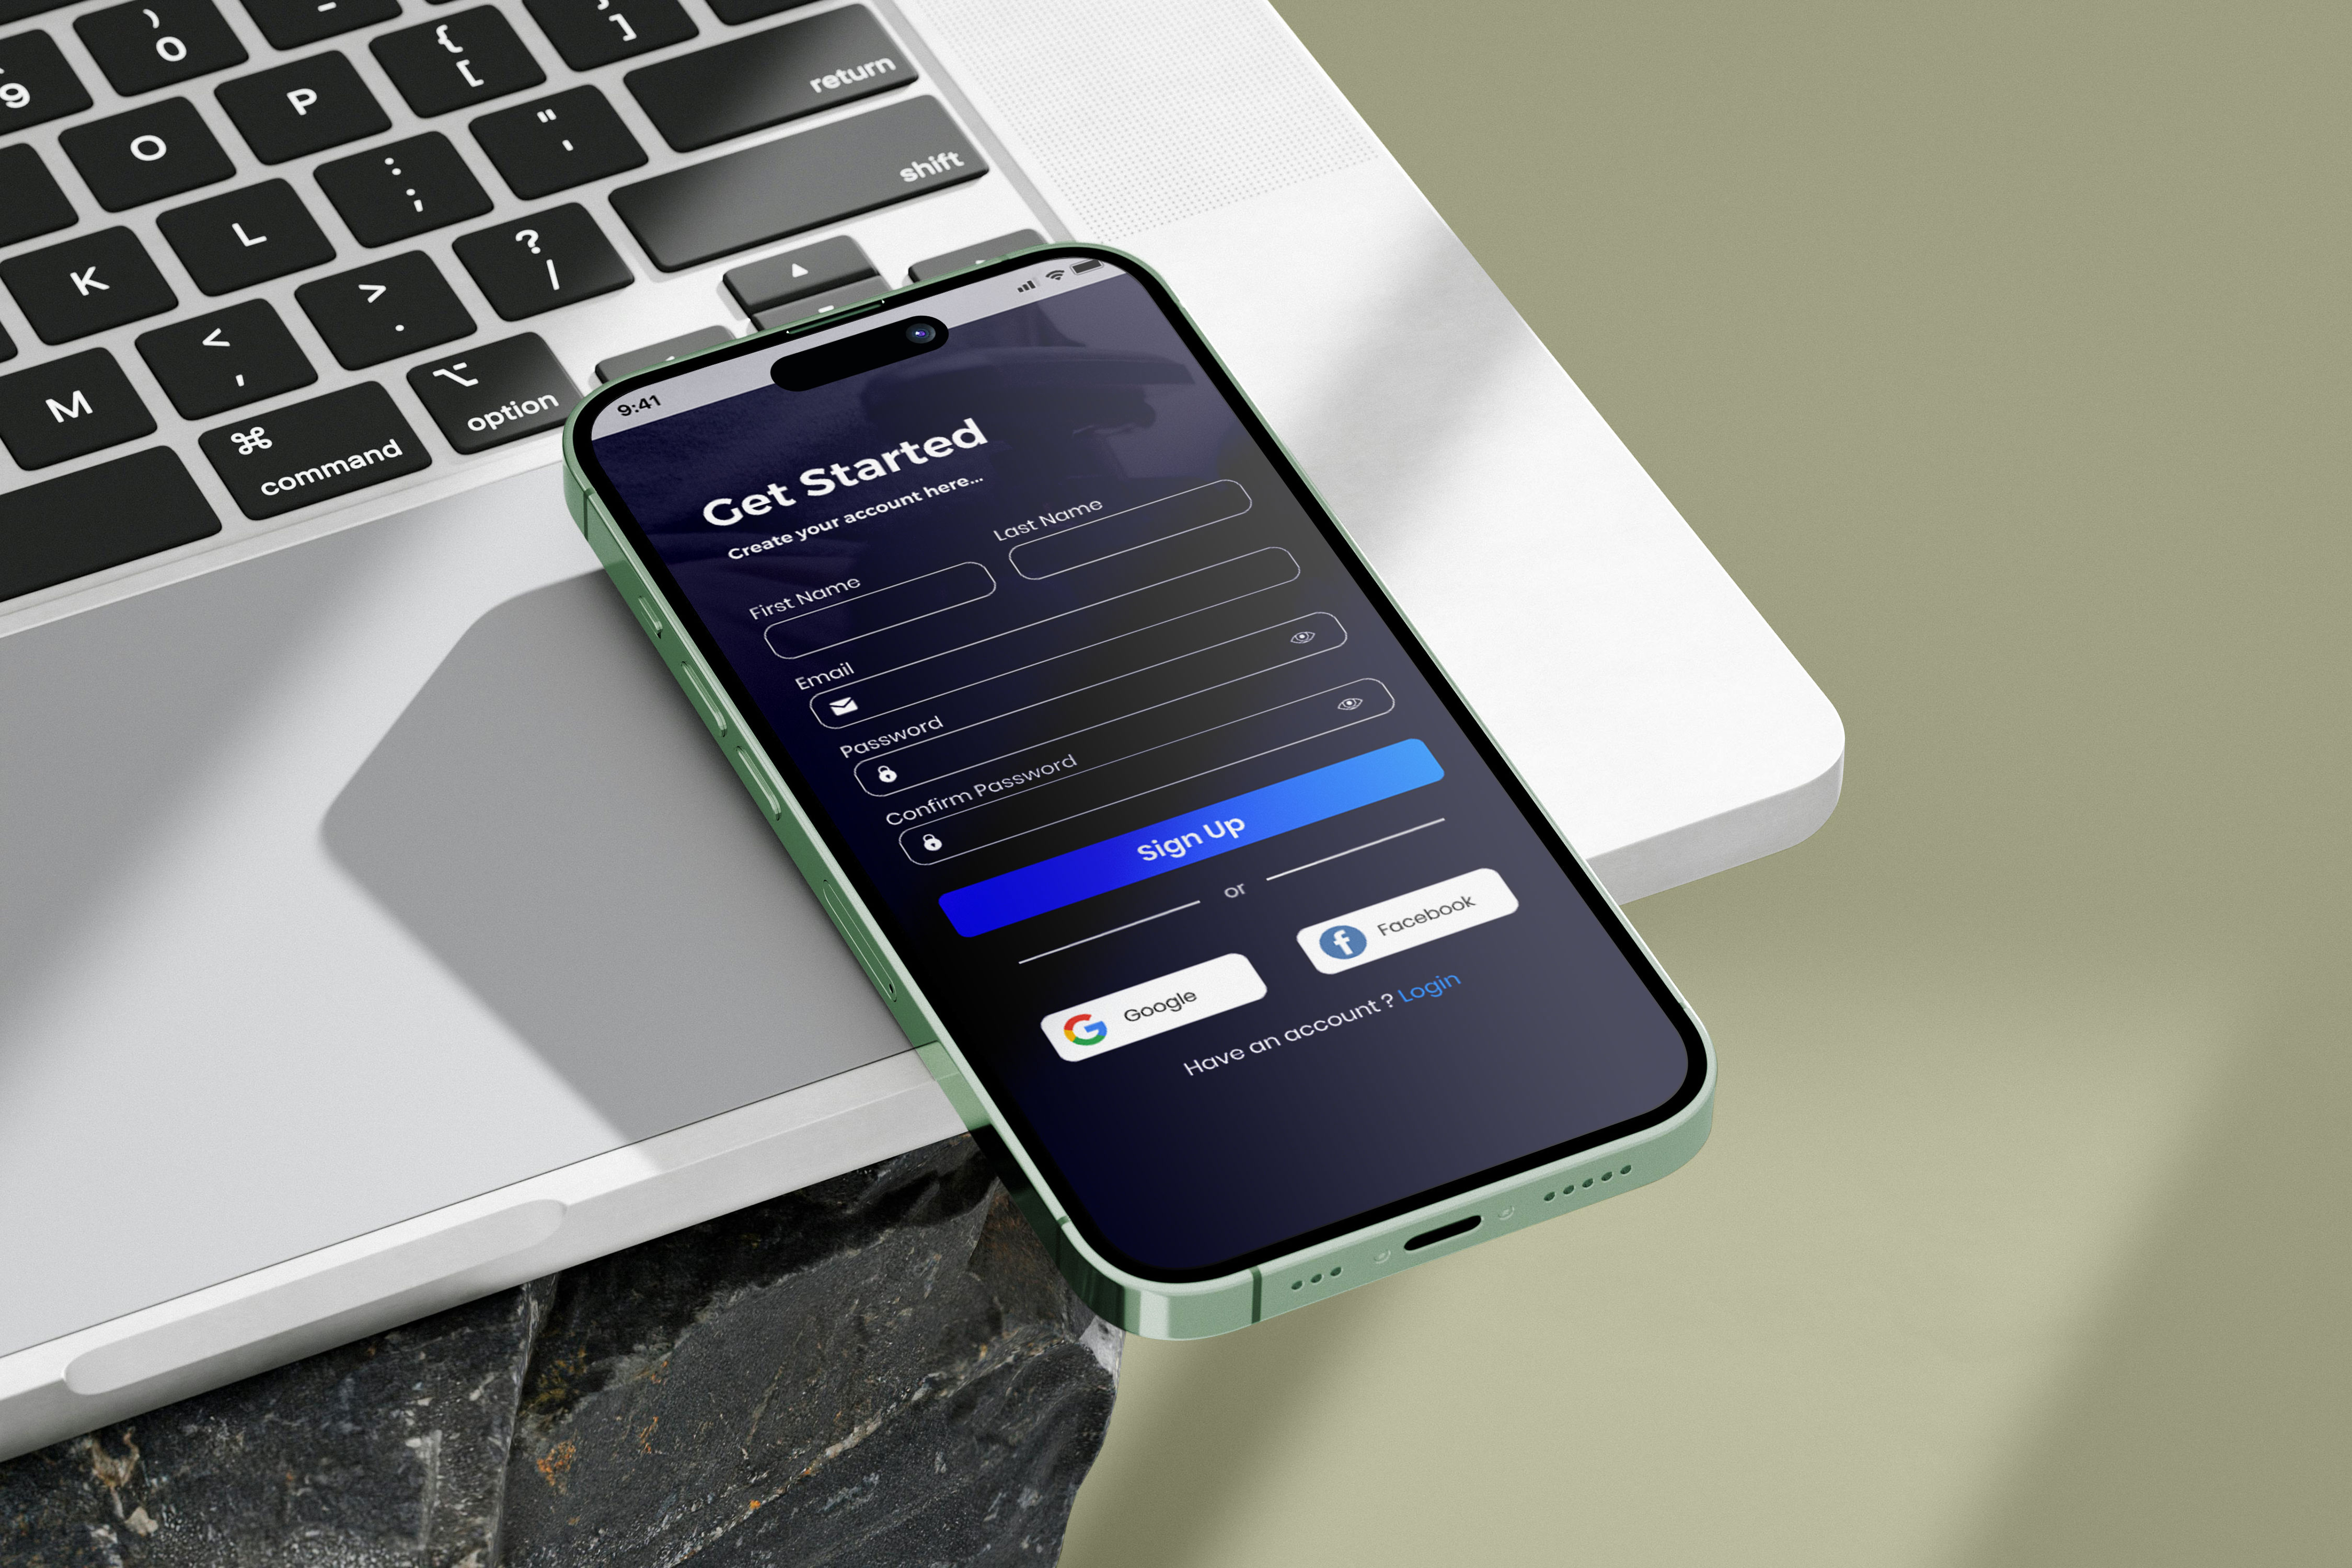 ) 0
-
{ [
} ]
9
O
P
" '
return
K
L
: ;
shift
M
< ,
> .
? /
command
option
9:41
Get Started
Create your account here...
First Name
Last Name
Email
Password
Confirm Password
Sign Up
or
Google
Facebook
Have an account ? Login